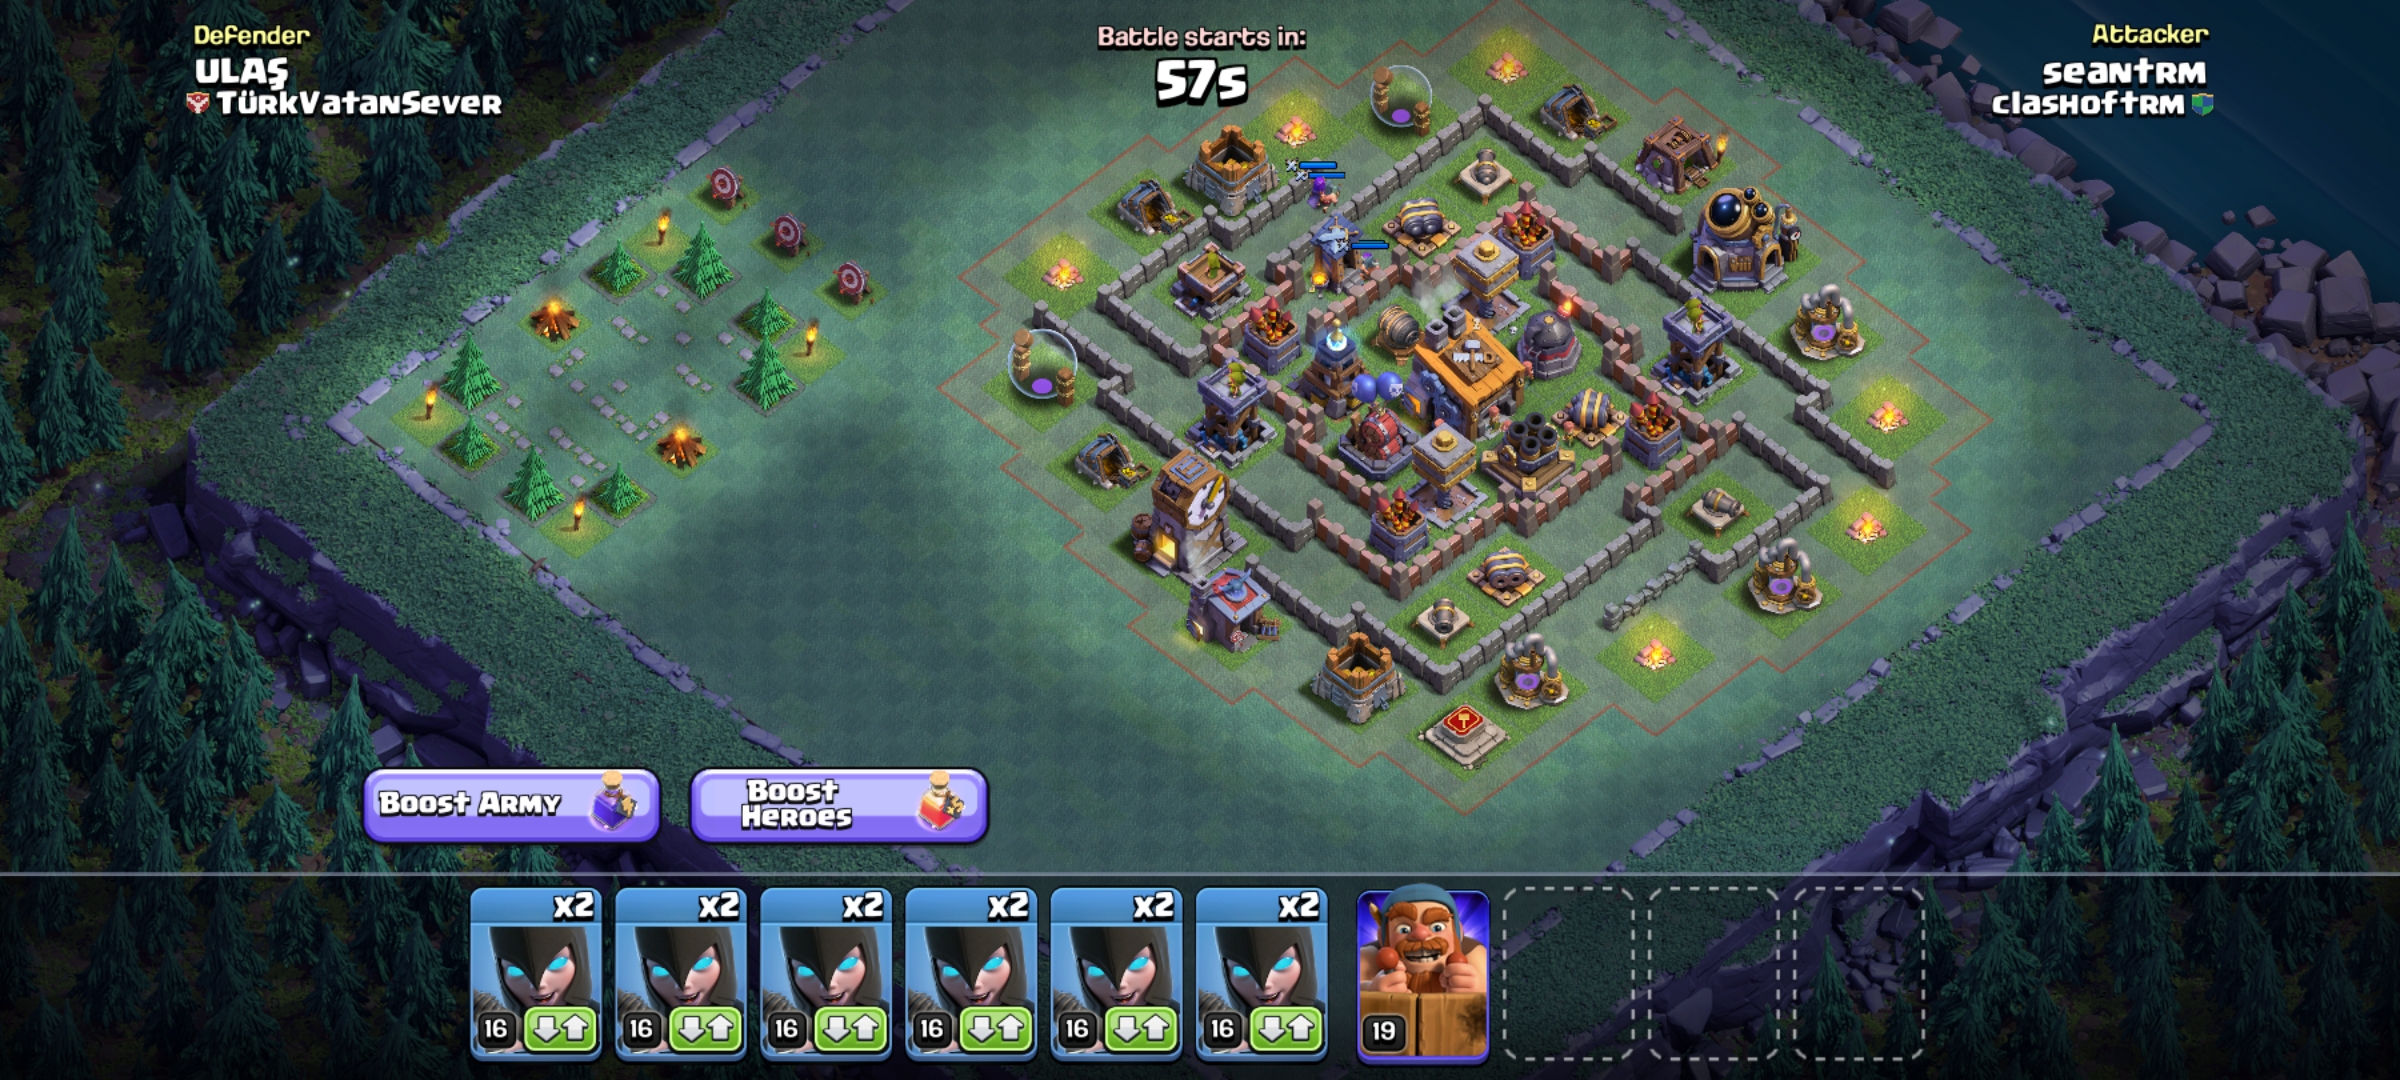 Defender
ULAŞ
TürkVatanSever
Battle starts in:
57s
Attacker
seantRM
clashoftRM
Boost Army
Boost
Heroes
x2
x2
x2
x2
x2
x2
16
16
16
16
16
16
19